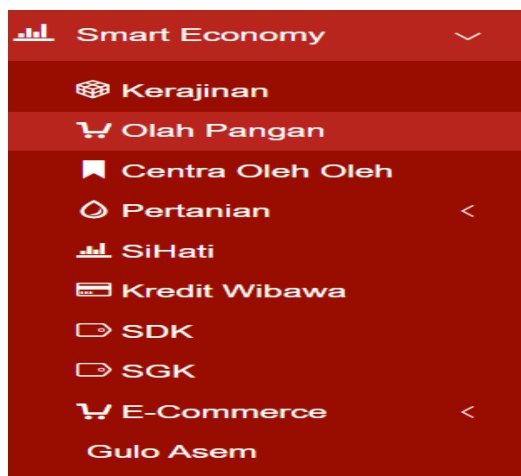 Smart Economy
Kerajinan
Olah Pangan
Centra Oleh Oleh
Pertanian <
SiHati
Kredit Wibawa
SDK
SGK
E-Commerce <
Gulo Asem